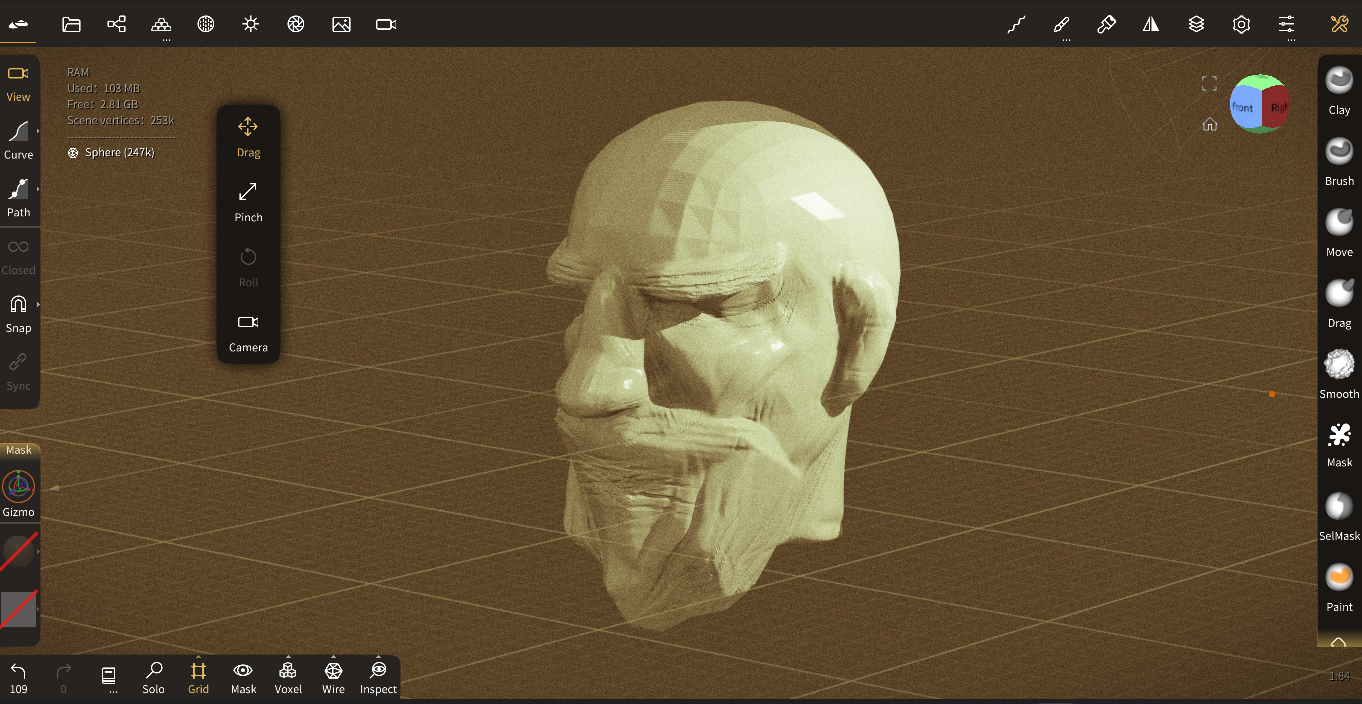 RAM
Used: 103 MB
Free: 2.81 GB
Scene vertices: 253k
Sphere (247k)
View
Curve
Path
Closed
Snap
Sync
Mask
Gizmo
Drag
Pinch
Roll
Camera
Front
Righ
Clay
Brush
Move
Drag
Smooth
Mask
SelMask
Paint
109
0
...
Solo
Grid
Mask
Voxel
Wire
Inspect
1.84